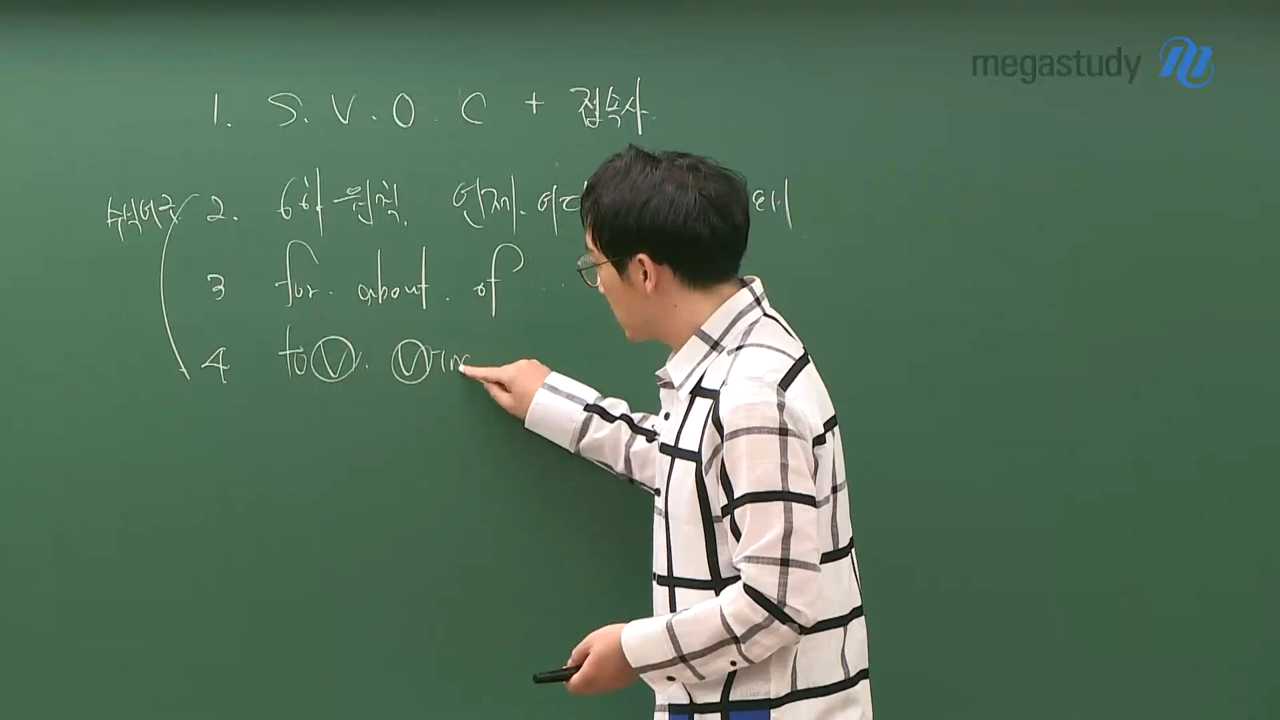 megastudy
1. S. V. O. C + 접속사
수식어구 2. 6하원칙. 언제. 어디
3 for. about. of ...
4 to V. V in